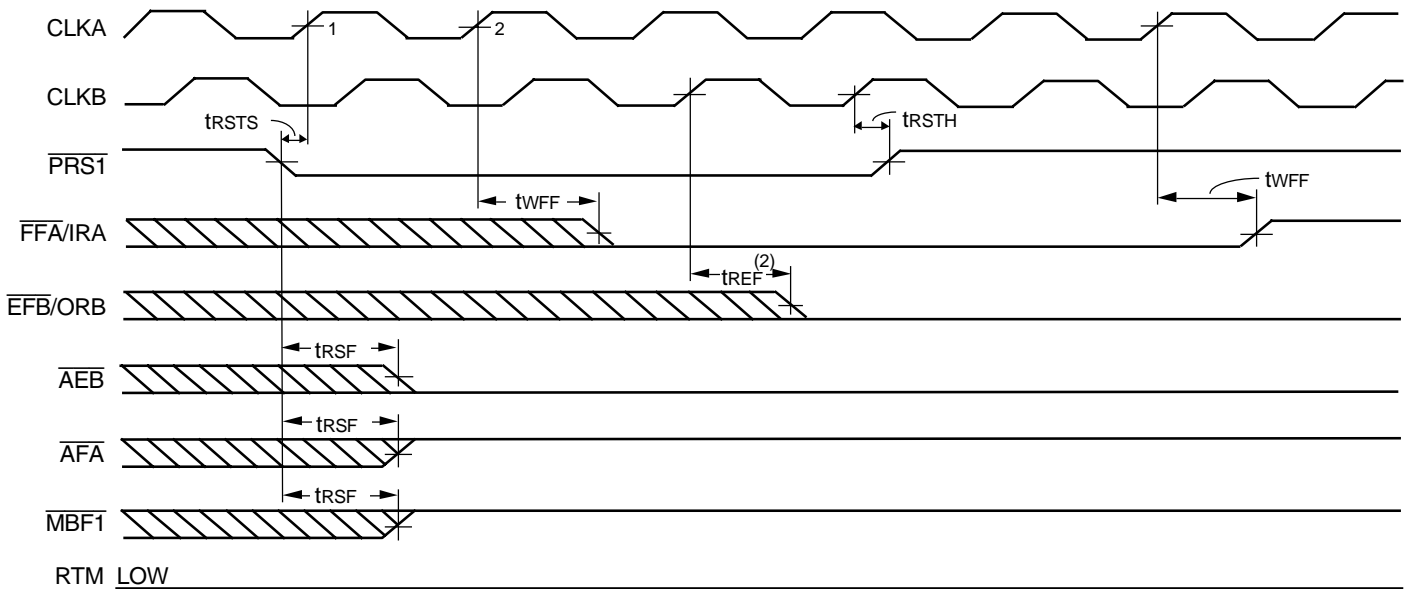 CLKA
1
2
CLKB
tRSTS
tRSTH
PRS1
tWFF
tWFF
FFA/IRA
tREF(2)
EFB/ORB
tRSF
AEB
tRSF
AFA
tRSF
MBF1
RTM LOW